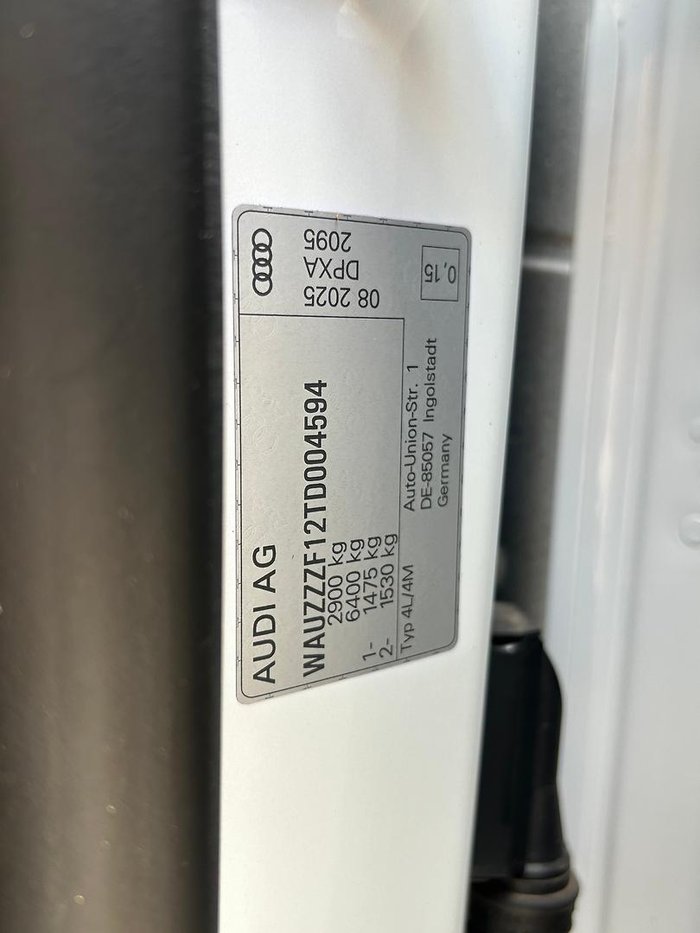 AUDI AG
WAUZZZF12TD004594
2900 kg
6400 kg
1- 1475 kg
2- 1530 kg
Typ 4L/4M
Auto-Union-Str. 1
DE-85057 Ingolstadt
Germany
08 2025
DPXA
2095
0,15